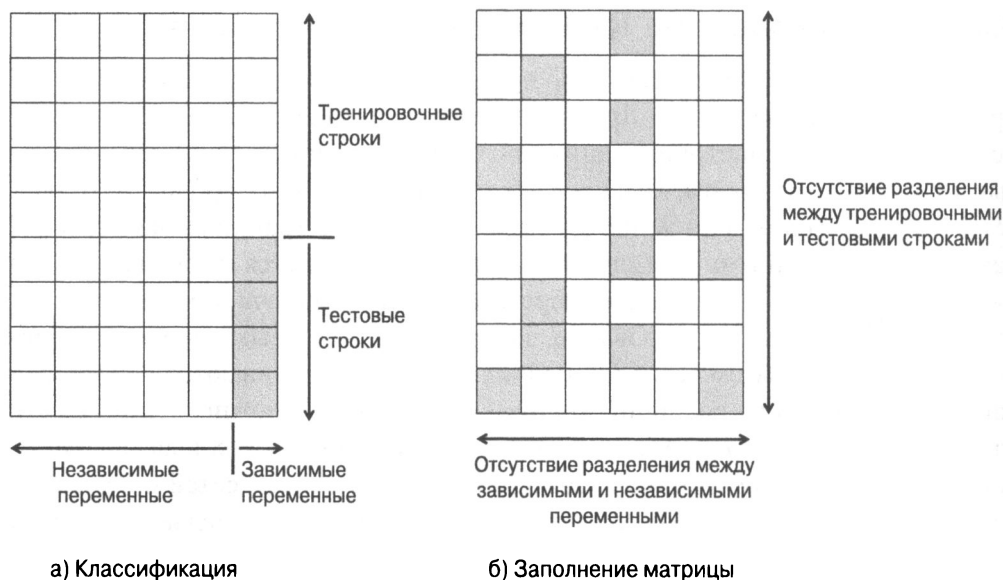 Тренировочные
строки
Тестовые
строки
Независимые
переменные
Зависимые
переменные
а) Классификация
Отсутствие разделения
между тренировочными
и тестовыми строками
Отсутствие разделения между
зависимыми и независимыми
переменными
б) Заполнение матрицы